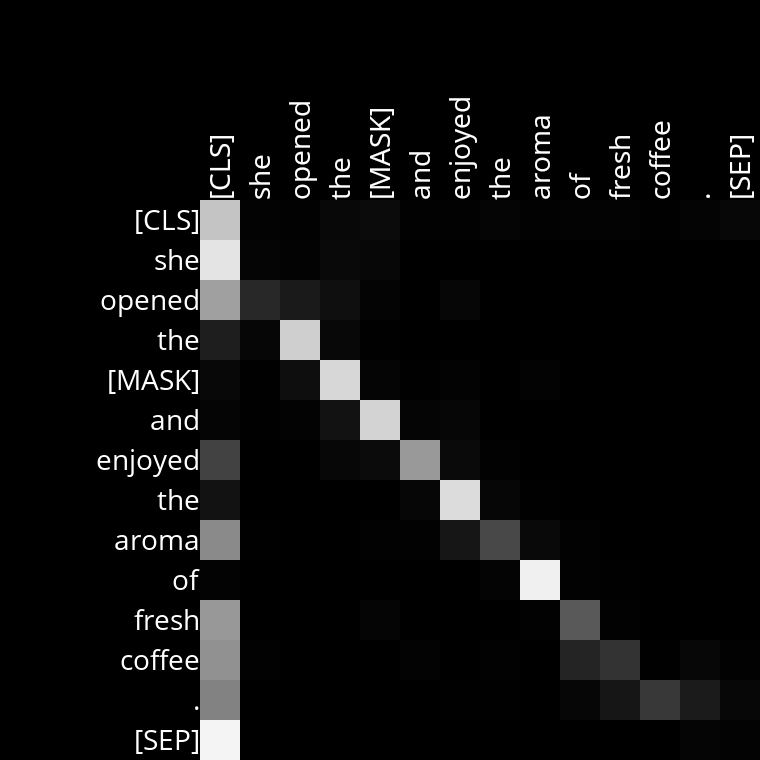 [CLS] she opened the [MASK] and enjoyed the aroma of fresh coffee . [SEP]
[CLS]
she
opened
the
[MASK]
and
enjoyed
the
aroma
of
fresh
coffee
.
[SEP]